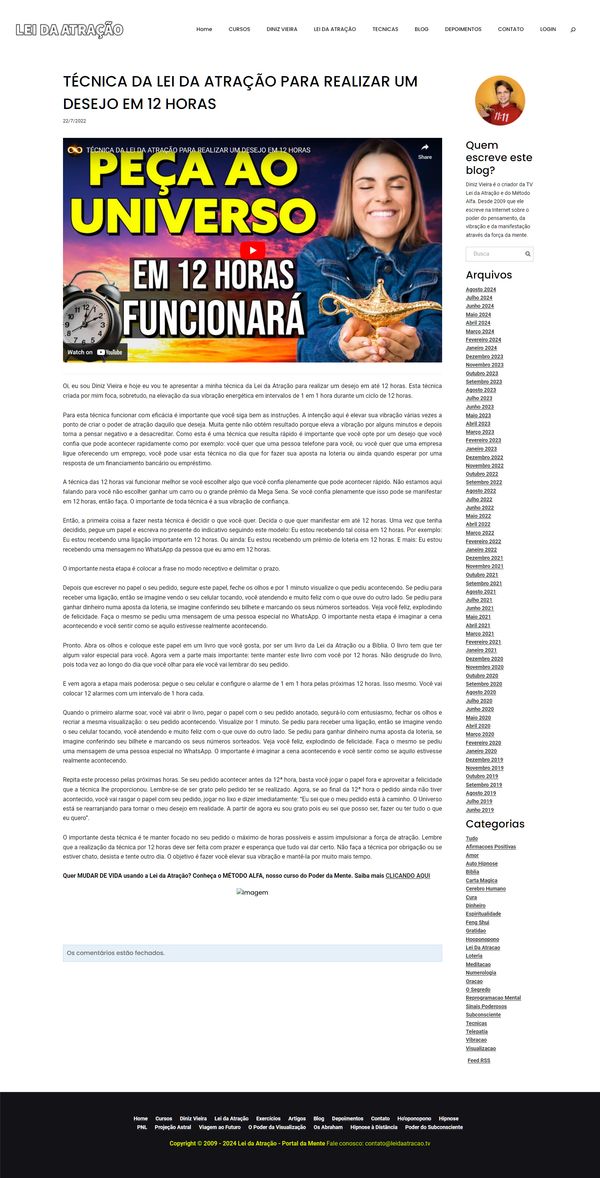 LEI DA ATRAÇÃO
Home CURSOS DINIZ VIEIRA LEI DA ATRAÇÃO TECNICAS BLOG DEPOIMENTOS CONTATO LOGIN
TÉCNICA DA LEI DA ATRAÇÃO PARA REALIZAR UM
DESEJO EM 12 HORAS
22/7/2022
TÉCNICA DA LEI DA ATRAÇÃO PARA REALIZAR UM DESEJO EM 12 HORAS
Share
PEÇA AO
UNIVERSO
EM 12 HORAS
FUNCIONARÁ
Watch on YouTube
Oi, eu sou Diniz Vieira e hoje eu vou te apresentar a minha técnica da Lei da Atração para realizar um desejo em até 12 horas. Esta técnica
criada por mim foca, sobretudo, na elevação da sua vibração energética em intervalos de 1 em 1 hora durante um ciclo de 12 horas.
Para esta técnica funcionar com eficácia é importante que você siga bem as instruções. A intenção aqui é elevar sua vibração várias vezes a
ponto de criar o poder de atração daquilo que deseja. Muita gente não obtém resultado porque eleva a vibração por alguns minutos e depois
torna a pensar negativo e a desacreditar. Como esta é uma técnica que resulta rápido é importante que você opte por um desejo que você
confia que pode acontecer rapidamente como por exemplo: você quer que uma pessoa telefone para você; ou você quer que uma empresa
ligue oferecendo um emprego, você pode usar esta técnica no dia que for fazer sua aposta na loteria ou ainda quando esperar por uma
resposta de um financiamento bancário ou empréstimo.
A técnica das 12 horas vai funcionar melhor se você escolher algo que você confia plenamente que pode acontecer rápido. Não estamos aqui
falando para você não escolher ganhar um carro ou o grande prêmio da Mega Sena. Se você confia plenamente que isso pode se manifestar
em 12 horas, então faça. O importante de toda técnica é a sua vibração de confiança.
Então, a primeira coisa a fazer nesta técnica é decidir o que você quer. Decida o que quer manifestar em até 12 horas. Uma vez que tenha
decidido, pegue um papel e escreva no presente do indicativo seguindo este modelo: Eu estou recebendo tal coisa em 12 horas. Por exemplo:
Eu estou recebendo uma ligação importante em 12 horas. Ou ainda: Eu estou recebendo um prêmio de loteria em 12 horas. E mais: Eu estou
recebendo uma mensagem no WhatsApp da pessoa que eu amo em 12 horas.
O importante nesta etapa é colocar a frase no modo receptivo e delimitar o prazo.
Depois que escrever no papel o seu pedido, segure este papel, feche os olhos e por 1 minuto visualize o que pediu acontecendo. Se pediu para
receber uma ligação, então se imagine vendo o seu celular tocando, você atendendo e muito feliz com o que ouve do outro lado. Se pediu para
ganhar dinheiro numa aposta da loteria, se imagine conferindo seu bilhete e marcando os seus números sorteados. Veja você feliz, explodindo
de felicidade. Faça o mesmo se pediu uma mensagem de uma pessoa especial no WhatsApp. O importante nesta etapa é imaginar a cena
acontecendo e você sentir como se aquilo estivesse realmente acontecendo.
Pronto. Abra os olhos e coloque este papel em um livro que você gosta, por ser um livro da Lei da Atração ou a Bíblia. O livro tem que ter
algum valor especial para você. Agora vem a parte mais importante: tente manter este livro com você por 12 horas. Não desgrude do livro,
pois toda vez ao longo do dia que você olhar para ele você vai lembrar do seu pedido.
E vem agora a etapa mais poderosa: pegue o seu celular e configure o alarme de 1 em 1 hora pelas próximas 12 horas. Isso mesmo. Você vai
colocar 12 alarmes com um intervalo de 1 hora cada.
Quando o primeiro alarme soar, você vai abrir o livro, pegar o papel com o seu pedido anotado, segurá-lo com entusiasmo, fechar os olhos e
recriar a mesma visualização: o seu pedido acontecendo. Visualize por 1 minuto. Se pediu para receber uma ligação, então se imagine vendo
o seu celular tocando, você atendendo e muito feliz com o que ouve do outro lado. Se pediu para ganhar dinheiro numa aposta da loteria, se
imagine conferindo seu bilhete e marcando os seus números sorteados. Veja você feliz, explodindo de felicidade. Faça o mesmo se pediu
uma mensagem de uma pessoa especial no WhatsApp. O importante é imaginar a cena acontecendo e você sentir como se aquilo estivesse
realmente acontecendo.
Repita este processo pelas próximas horas. Se seu pedido acontecer antes da 12ª hora, basta você jogar o papel fora e aproveitar a felicidade
que a técnica lhe proporcionou. Lembre-se de ser grato pelo pedido ter se realizado. Agora, se ao final da 12ª hora o pedido ainda não tiver
acontecido, você vai rasgar o papel com seu pedido, jogar no lixo e dizer imediatamente: "Eu sei que o meu pedido está à caminho. O Universo
está se rearranjando para tornar o meu desejo em realidade. A partir de agora eu sou grato pois eu sei que posso ser, fazer ou ter tudo o que
eu quero".
O importante desta técnica é te manter focado no seu pedido o máximo de horas possíveis e assim impulsionar a força de atração. Lembre
que a realização da técnica por 12 horas deve ser feita com prazer e esperança que tudo vai dar certo. Não faça a técnica por obrigação ou se
estiver chato, desista e tente outro dia. O objetivo é fazer você elevar sua vibração e mantê-la por muito mais tempo.
Quer MUDAR DE VIDA usando a Lei da Atração? Conheça o MÉTODO ALFA, nosso curso do Poder da Mente. Saiba mais CLICANDO AQUI
Imagem
Os comentários estão fechados.
11:11
Quem
escreve este
blog?
Diniz Vieira é o criador da TV
Lei da Atração e do Método
Alfa. Desde 2009 que ele
escreve na Internet sobre o
poder do pensamento, da
vibração e da manifestação
através da força da mente.
Busca
Arquivos
Agosto 2024
Julho 2024
Junho 2024
Maio 2024
Abril 2024
Março 2024
Fevereiro 2024
Janeiro 2024
Dezembro 2023
Novembro 2023
Outubro 2023
Setembro 2023
Agosto 2023
Julho 2023
Junho 2023
Maio 2023
Abril 2023
Março 2023
Fevereiro 2023
Janeiro 2023
Dezembro 2022
Novembro 2022
Outubro 2022
Setembro 2022
Agosto 2022
Julho 2022
Junho 2022
Maio 2022
Abril 2022
Março 2022
Fevereiro 2022
Janeiro 2022
Dezembro 2021
Novembro 2021
Outubro 2021
Setembro 2021
Agosto 2021
Julho 2021
Junho 2021
Maio 2021
Abril 2021
Março 2021
Fevereiro 2021
Janeiro 2021
Dezembro 2020
Novembro 2020
Outubro 2020
Setembro 2020
Agosto 2020
Julho 2020
Junho 2020
Maio 2020
Abril 2020
Março 2020
Fevereiro 2020
Janeiro 2020
Dezembro 2019
Novembro 2019
Outubro 2019
Setembro 2019
Agosto 2019
Julho 2019
Junho 2019
Categorias
Tudo
Afirmacoes Positivas
Amor
Auto Hipnose
Biblia
Carta Magica
Cerebro Humano
Cura
Dinheiro
Espiritualidade
Feng Shui
Gratidao
Hooponopono
Lei Da Atracao
Loteria
Meditacao
Numerologia
Oracao
O Segredo
Reprogramacao Mental
Sinais Poderosos
Subconsciente
Tecnicas
Telepatia
Vibracao
Visualizacao
Feed RSS
Home Cursos Diniz Vieira Lei da Atração Exercícios Artigos Blog Depoimentos Contato Ho'oponopono Hipnose
PNL Projeção Astral Viagem ao Futuro O Poder da Visualização Os Abraham Hipnose à Distância Poder do Subconsciente
Copyright © 2009 - 2024 Lei da Atração - Portal da Mente Fale conosco: contato@leidaatracao.tv